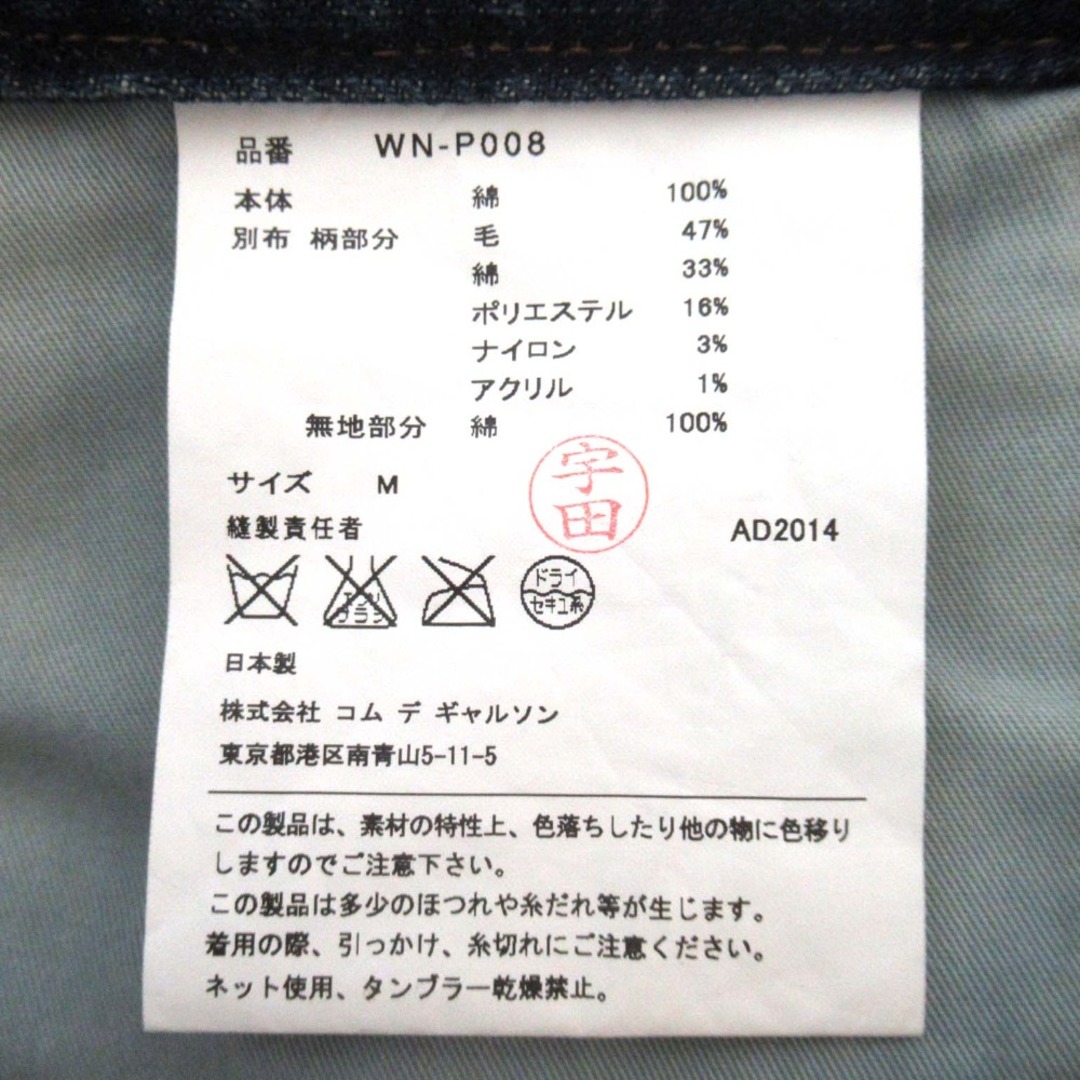 品番 WN-P008
本体 綿 100%
別布 柄部分 毛 47%
綿 33%
ポリエステル 16%
ナイロン 3%
アクリル 1%
無地部分 綿 100%
サイズ M
宇田
縫製責任者 AD2014
ドライ
セキユ系
日本製
株式会社 コム デ ギャルソン
東京都港区南青山5-11-5
この製品は、素材の特性上、色落ちしたり他の物に色移り
しますのでご注意下さい。
この製品は多少のほつれや糸だれ等が生じます。
着用の際、引っかけ、糸切れにご注意ください。
ネット使用、タンブラー乾燥禁止。